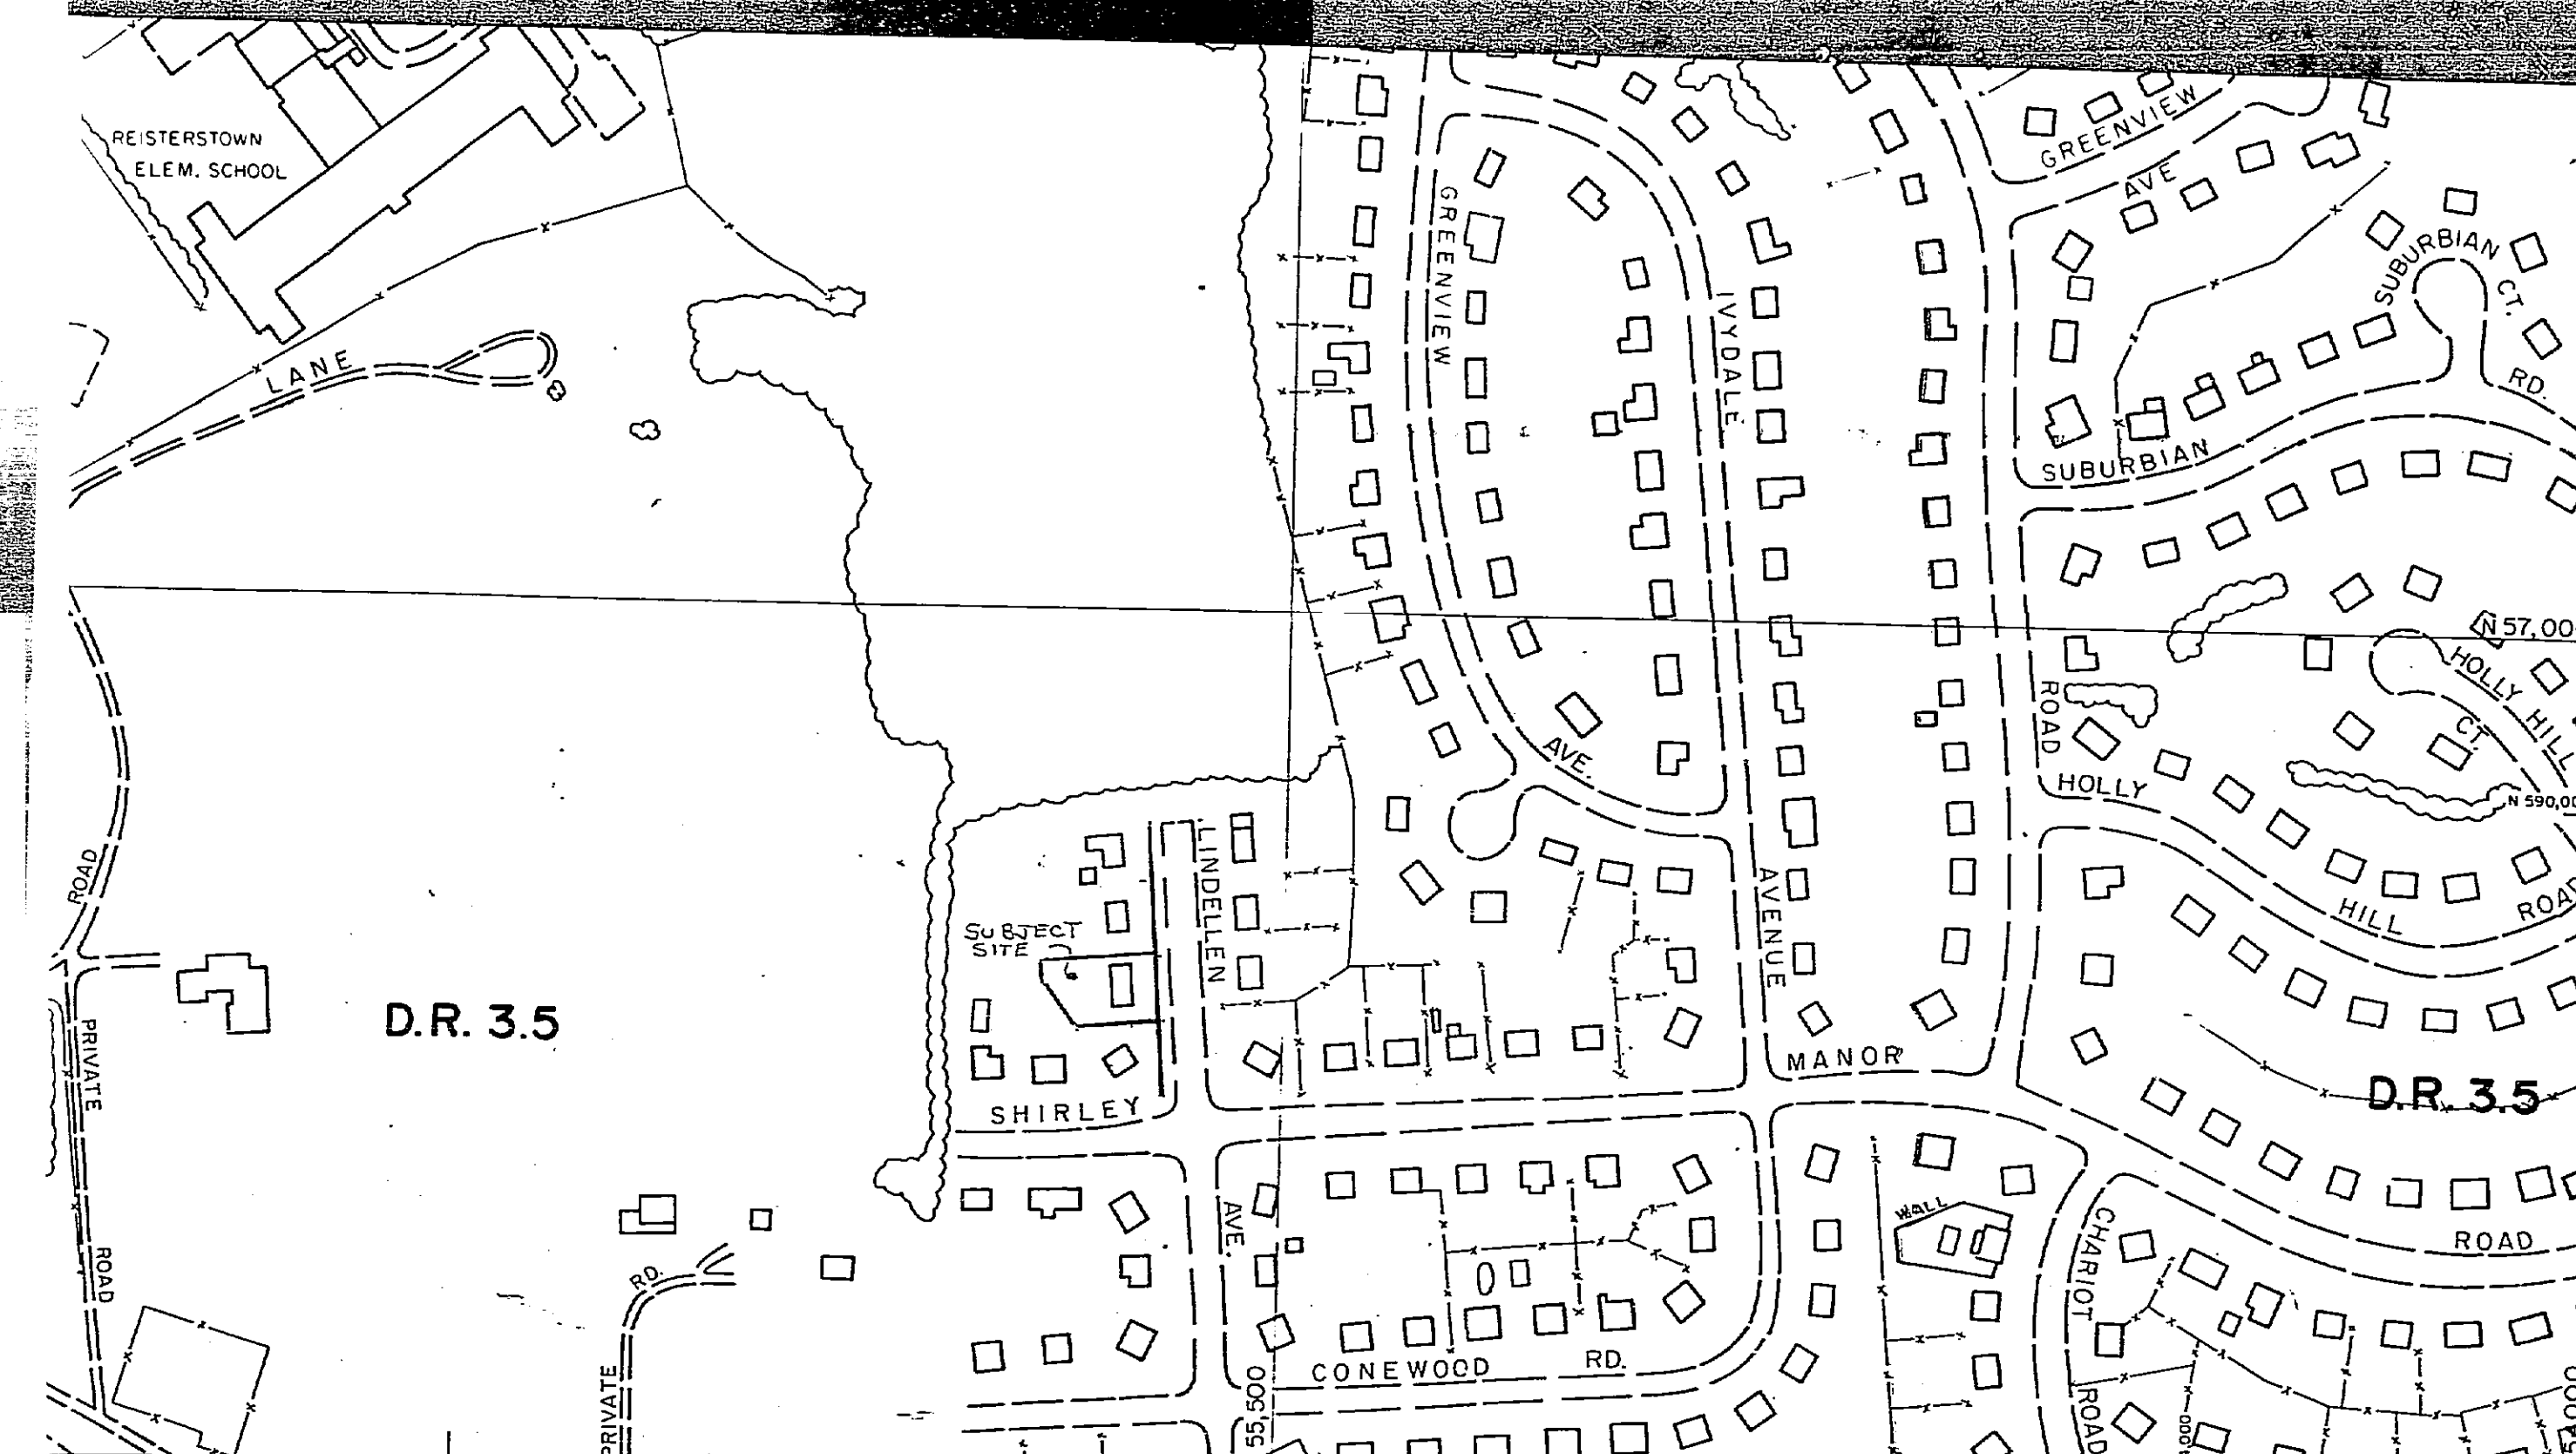 REISTERSTOWN
ELEM. SCHOOL
LANE
GREENVIEW
AVE
GREENVIEW
IVYDALE
SUBURBIAN
CT.
RD.
SUBURBIAN
N 57,00
HOLLY HILL
CT.
ROAD
HOLLY
N 590,00
HILL
ROAD
AVE.
ROAD
LINDELLEN
SUBJECT
SITE
AVENUE
D.R. 3.5
PRIVATE
ROAD
MANOR
SHIRLEY
D.R. 3.5
AVE.
WALL
CHARIOT
ROAD
ROAD
RD.
PRIVATE
CONEWOOD RD.
55,500